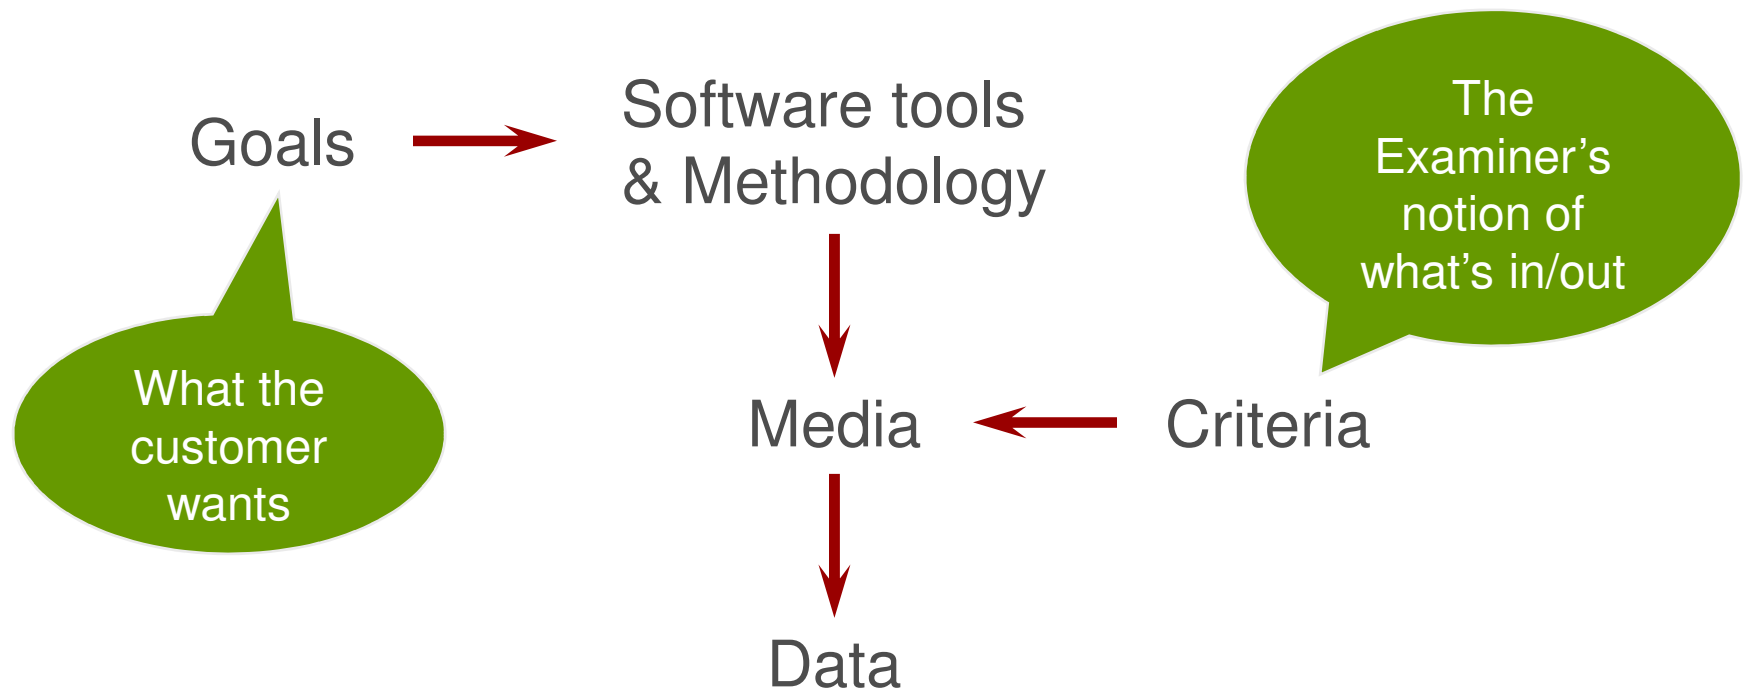 Goals
Software tools
& Methodology
The
Examiner’s
notion of
what’s in/out
What the
customer
wants
Media
Criteria
Data